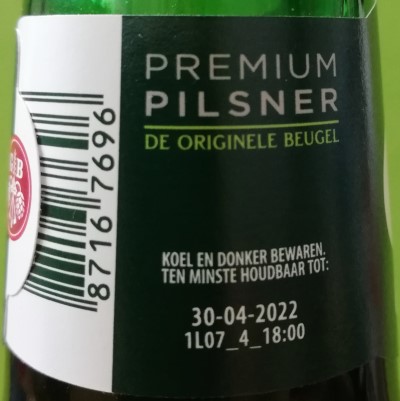 PREMIUM
PILSNER
DE ORIGINELE BEUGEL
KOEL EN DONKER BEWAREN.
TEN MINSTE HOUDBAAR TOT:
30-04-2022
1L07_4_18:00
8716 7696
B